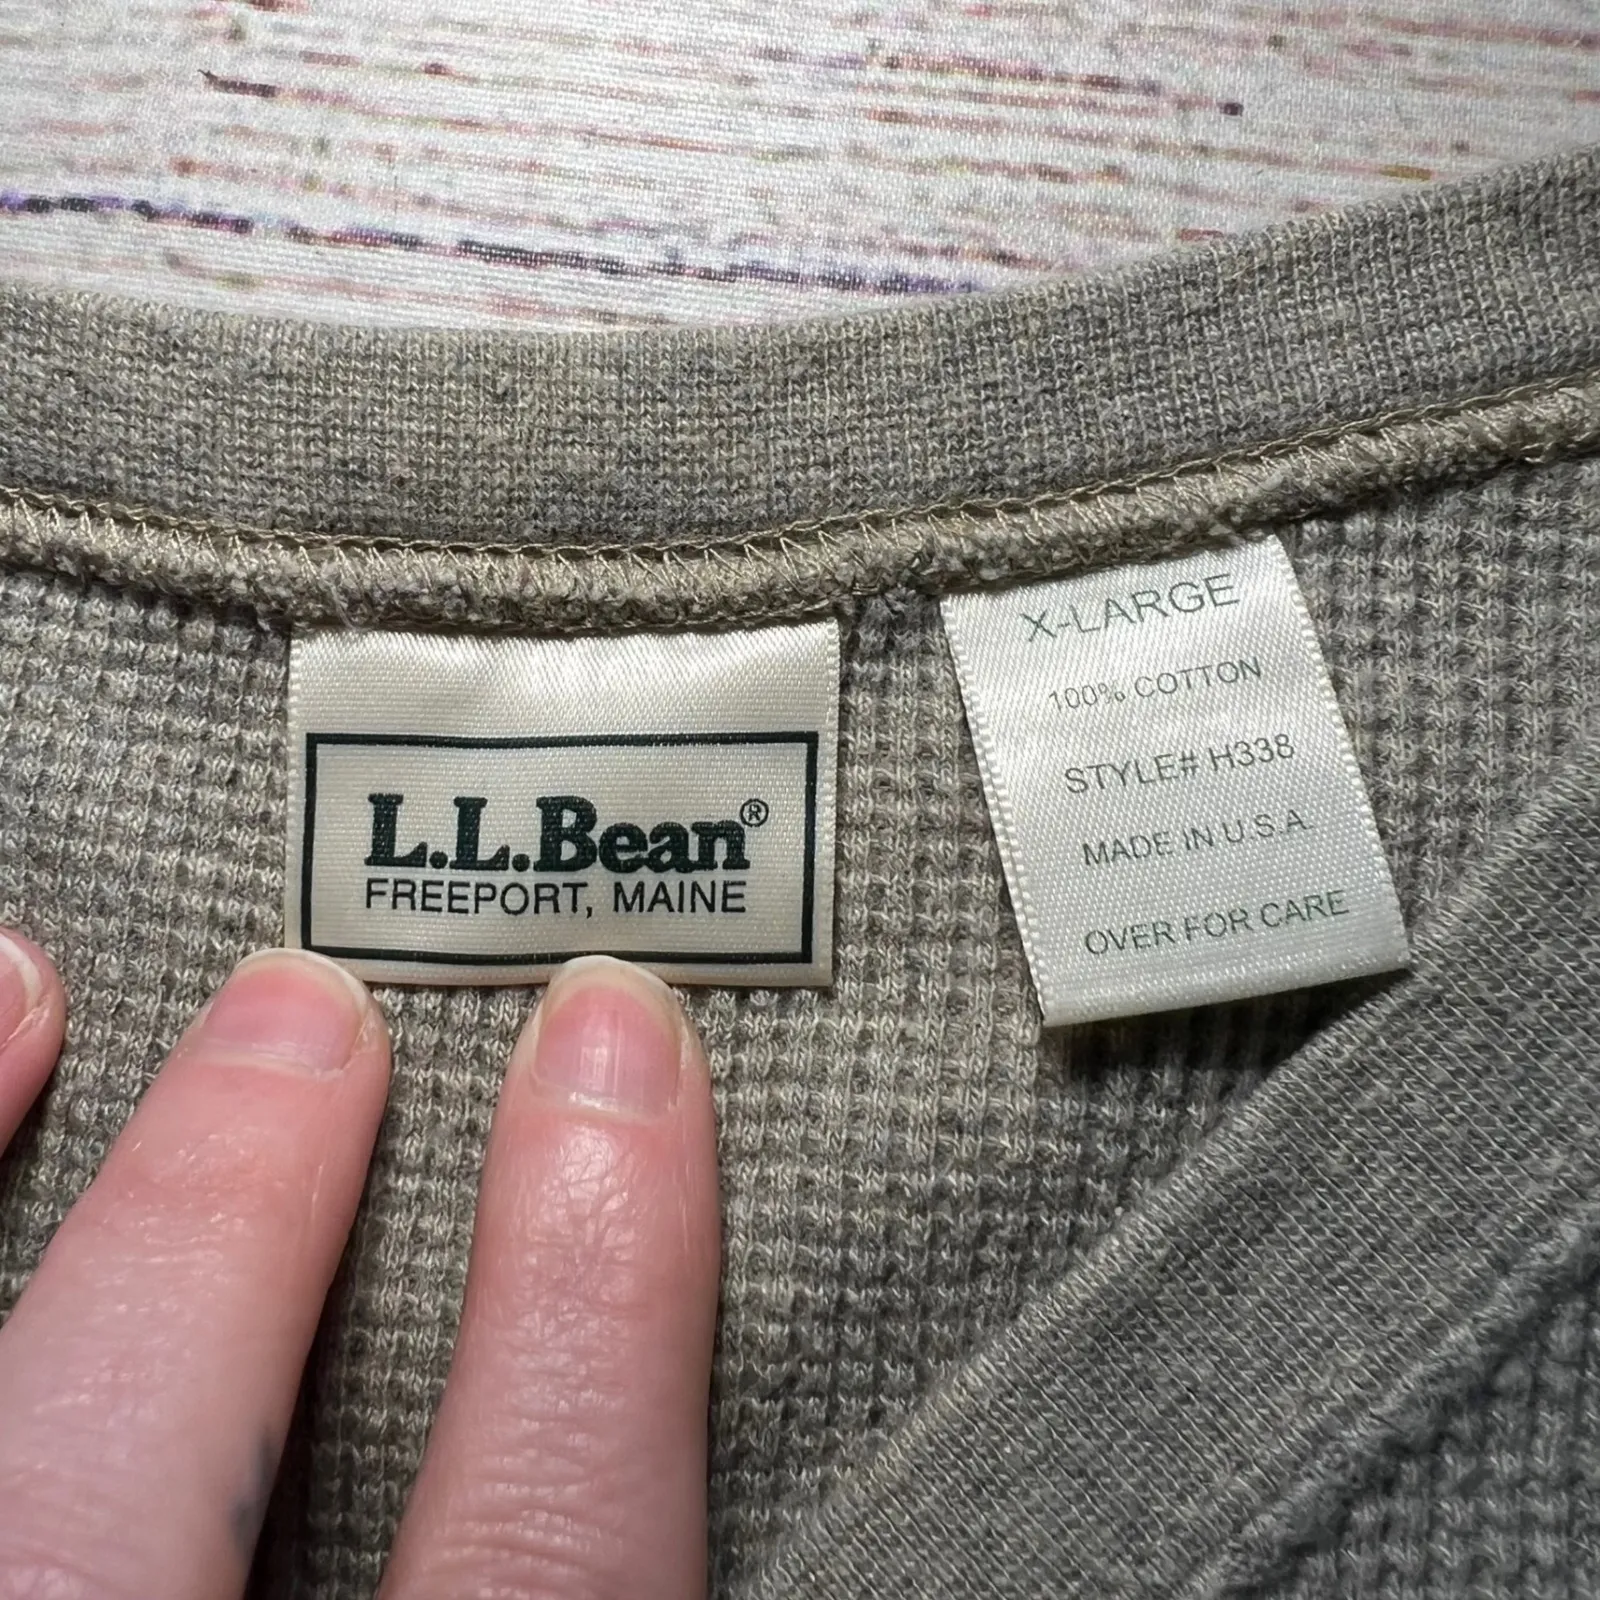 L.L.Bean®
FREEPORT, MAINE
X-LARGE
100% COTTON
STYLE# H338
MADE IN U.S.A.
OVER FOR CARE